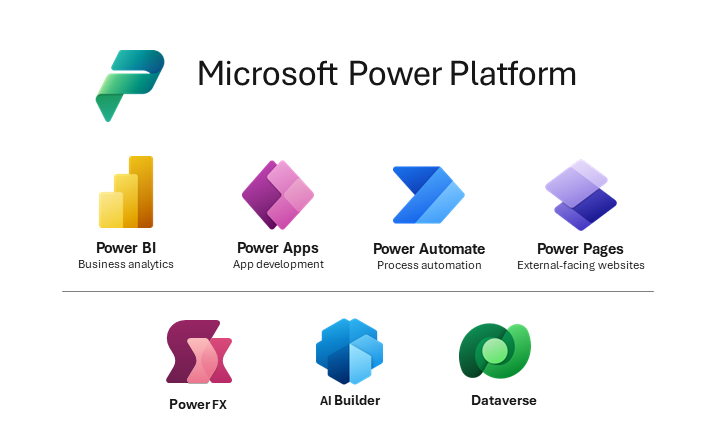 Microsoft Power Platform
Power BI
Business analytics
Power Apps
App development
Power Automate
Process automation
Power Pages
External-facing websites
Power FX
AI Builder
Dataverse